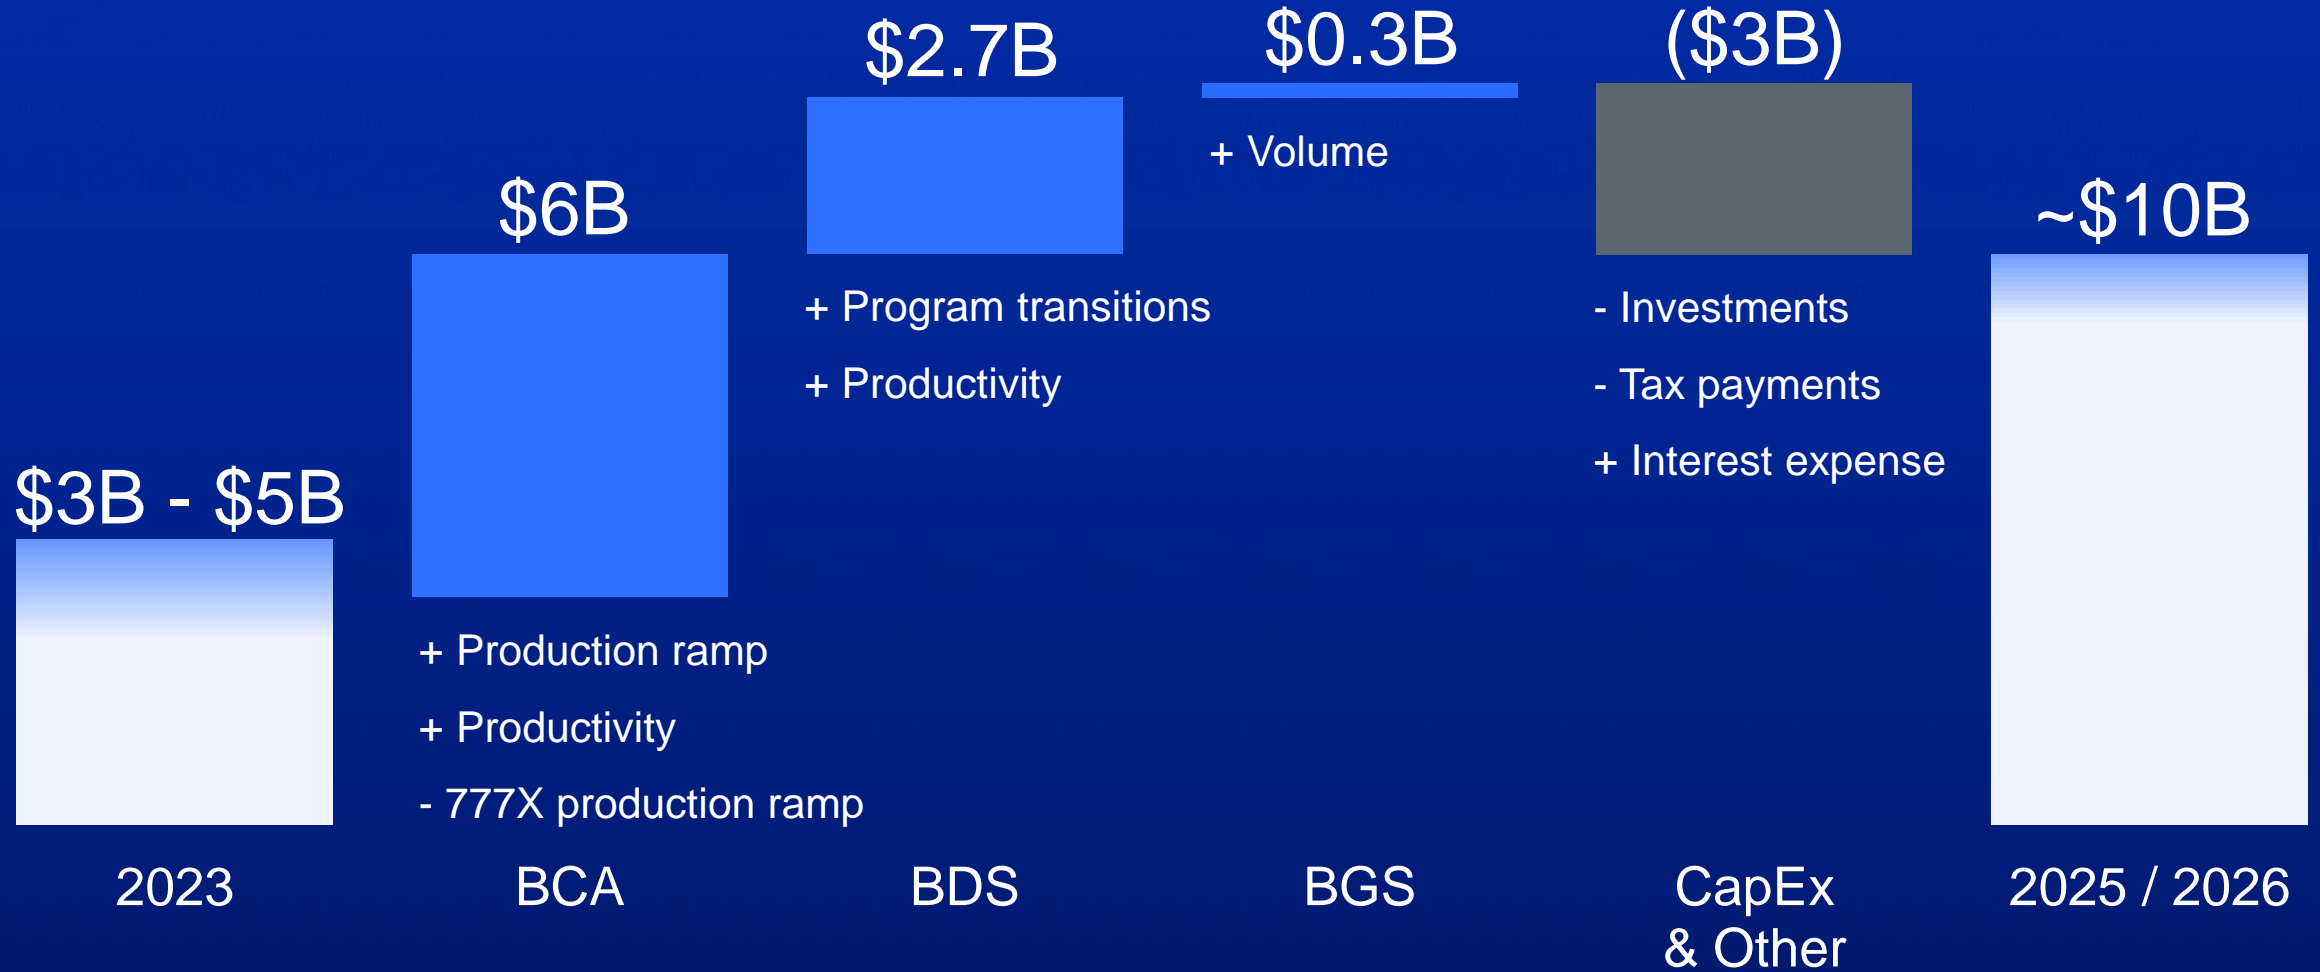 $3B - $5B
2023
$6B
+ Production ramp
+ Productivity
- 777X production ramp
BCA
$2.7B
+ Program transitions
+ Productivity
BDS
$0.3B
+ Volume
BGS
($3B)
- Investments
- Tax payments
+ Interest expense
CapEx
& Other
~$10B
2025 / 2026